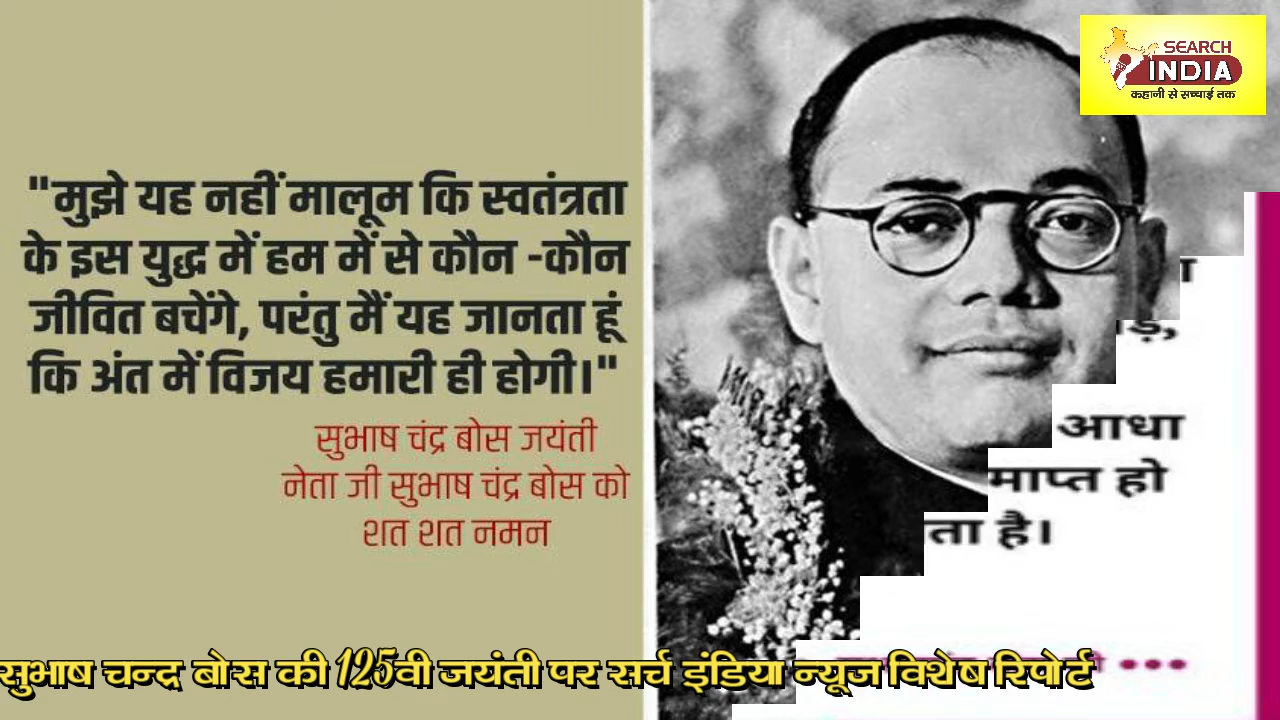 "मुझे यह नहीं मालूम कि स्वतंत्रता
के इस युद्ध में हम में से कौन -कौन
जीवित बचेंगे, परंतु मैं यह जानता हूं
कि अंत में विजय हमारी ही होगी।"
सुभाष चंद्र बोस जयंती
नेता जी सुभाष चंद्र बोस को
शत शत नमन
SEARCH
INDIA
कहानी से सच्चाई तक
आधा
हो
है।
सुभाष चन्द्र बोस की 125वी जयंती पर सर्च इंडिया न्यूज विशेष रिपोर्ट